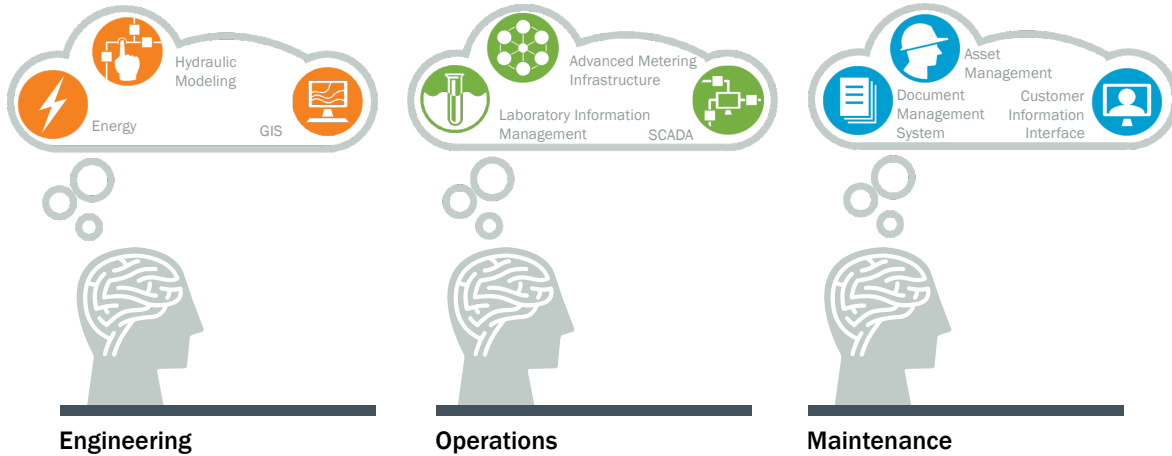 Hydraulic
Modeling
Energy
GIS
Advanced Metering
Infrastructure
Laboratory Information
Management
SCADA
Asset
Management
Document
Management
System
Customer
Information
Interface
Engineering
Operations
Maintenance